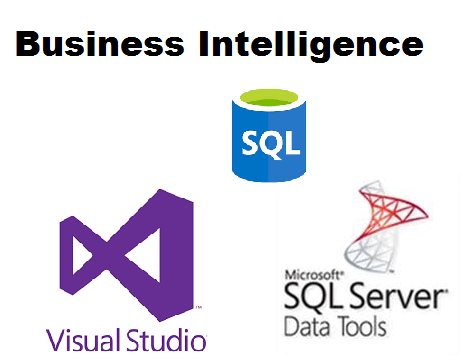 Business Intelligence
SQL
Visual Studio
Microsoft®
SQL Server®
Data Tools